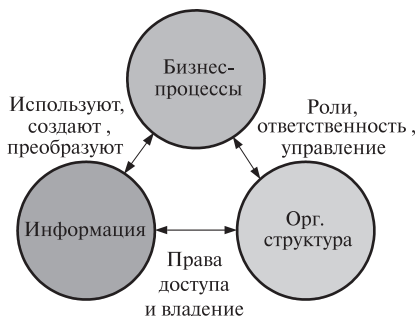 Бизнес-
процессы
Используют,
создают ,
преобразуют
Роли,
ответственность ,
управление
Информация
Орг.
структура
Права
доступа
и владение